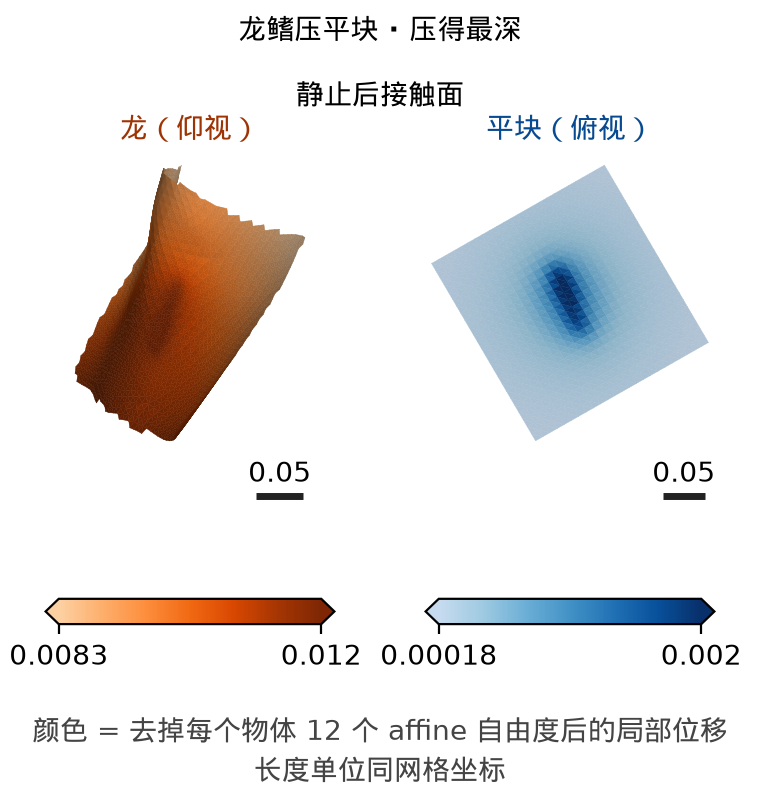 龙鳍压平块 · 压得最深
静止后接触面
龙（仰视）
平块（俯视）
0.05
0.05
0.0083
0.012
0.00018
0.002
颜色 = 去掉每个物体 12 个 affine 自由度后的局部位移
长度单位同网格坐标